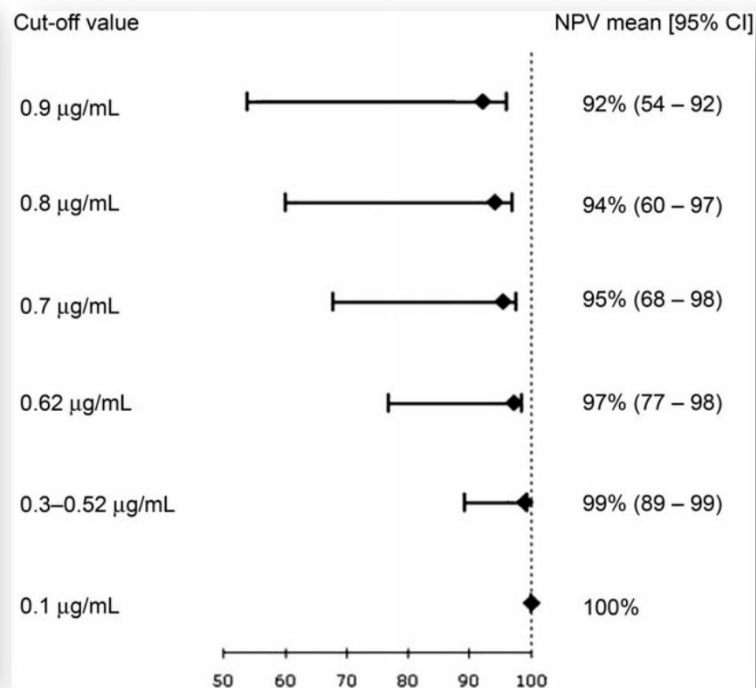 Cut-off value NPV mean [95% CI]
0.9 μg/mL 92% (54 – 92)
0.8 μg/mL 94% (60 – 97)
0.7 μg/mL 95% (68 – 98)
0.62 μg/mL 97% (77 – 98)
0.3–0.52 μg/mL 99% (89 – 99)
0.1 μg/mL 100%
50 60 70 80 90 100